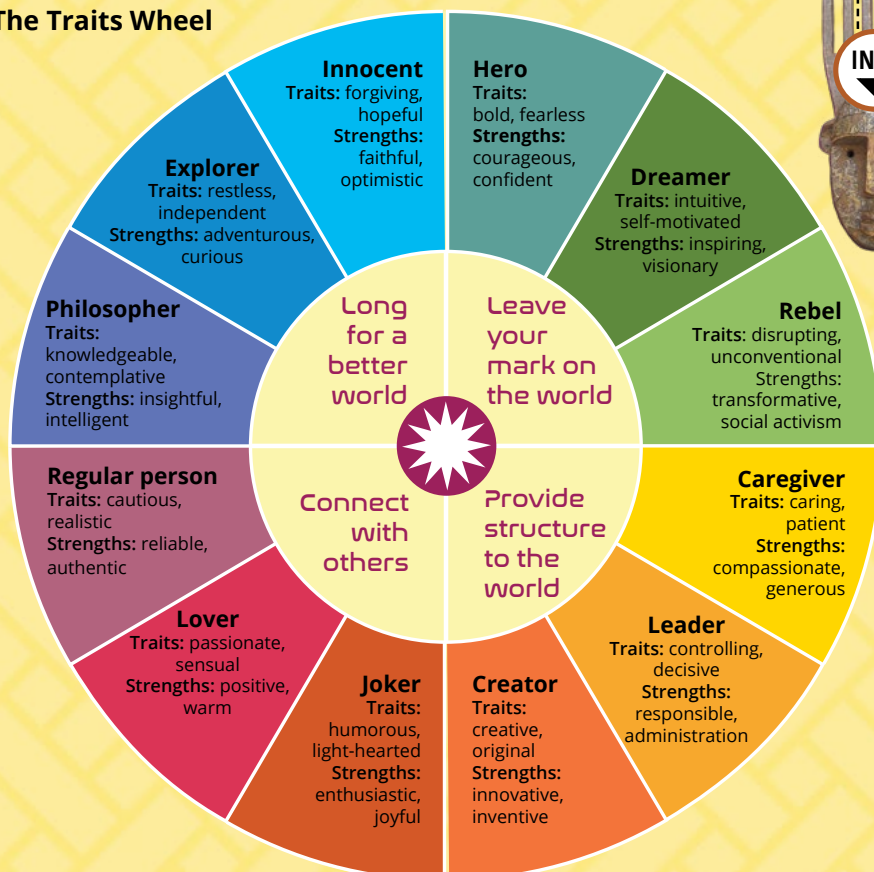 The Traits Wheel
IN
Innocent
Traits: forgiving,
hopeful
Strengths:
faithful,
optimistic
Hero
Traits:
bold, fearless
Strengths:
courageous,
confident
Dreamer
Traits: intuitive,
self-motivated
Strengths: inspiring,
visionary
Rebel
Traits: disrupting,
unconventional
Strengths:
transformative,
social activism
Caregiver
Traits: caring,
patient
Strengths:
compassionate,
generous
Leader
Traits: controlling,
decisive
Strengths:
responsible,
administration
Creator
Traits:
creative,
original
Strengths:
innovative,
inventive
Joker
Traits:
humorous,
light-hearted
Strengths:
enthusiastic,
joyful
Lover
Traits: passionate,
sensual
Strengths: positive,
warm
Regular person
Traits: cautious,
realistic
Strengths: reliable,
authentic
Philosopher
Traits:
knowledgeable,
contemplative
Strengths: insightful,
intelligent
Explorer
Traits: restless,
independent
Strengths: adventurous,
curious
Long
for a
better
world
Leave
your
mark on
the world
Connect
with
others
Provide
structure
to the
world